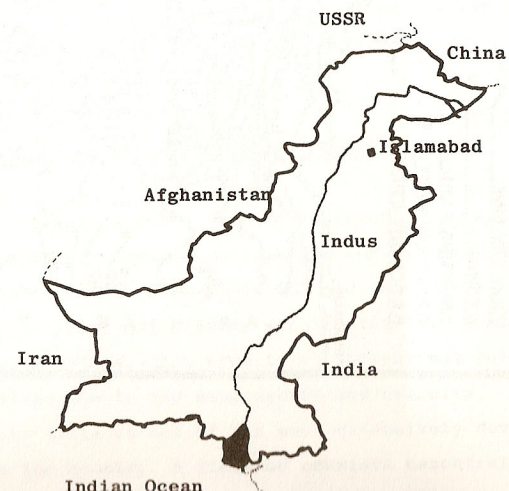 USSR
China
Islamabad
Afghanistan
Indus
Iran
India
Indian Ocean